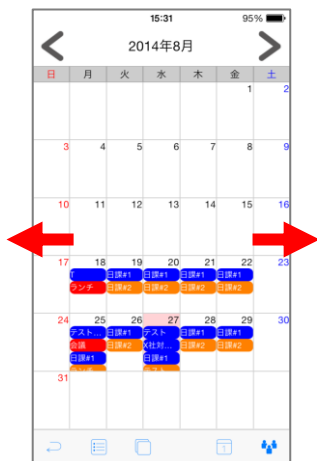 15:31 95%
2014年8月
日 月 火 水 木 金 土
1 2
3 4 5 6 7 8 9
10 11 12 13 14 15 16
17 18 19 20 21 22 23
T 日課#1 日課#1 日課#1 日課#1
ランチ 日課#2 日課#2 日課#2 日課#2
24 25 26 27 28 29 30
テスト... 日課#1 テスト 日課#1 日課#1
会議 日課#2 X社対... 日課#2 日課#2
日課#1 日課#1
31
1